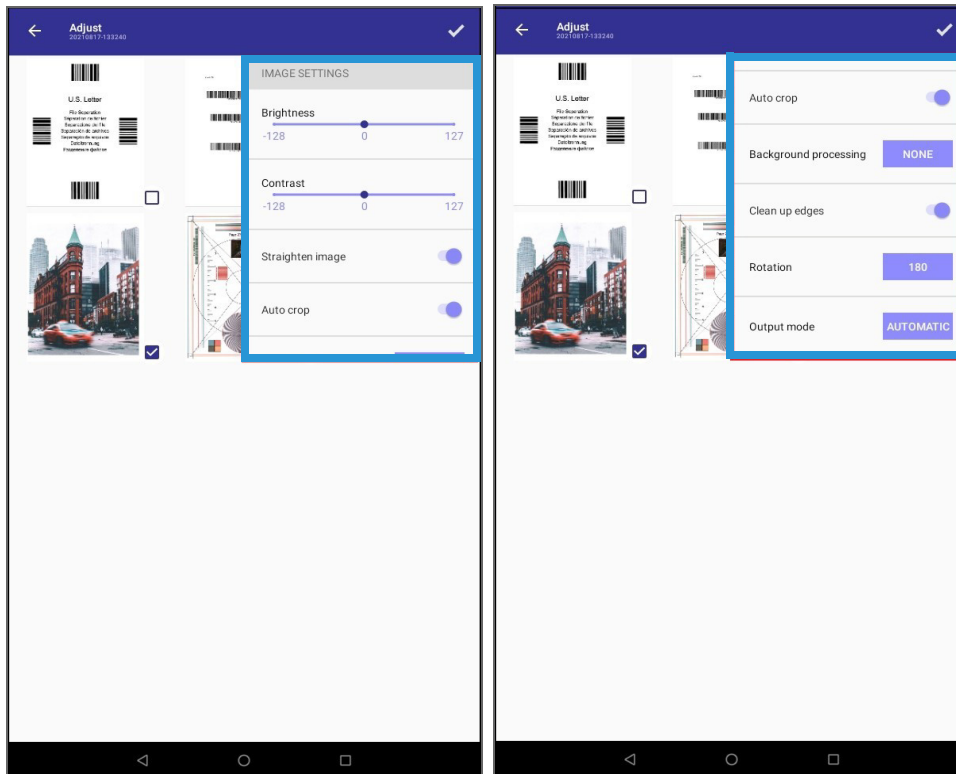 Adjust
20210817-133240
U.S. Letter
IMAGE SETTINGS
Brightness
-128 0 127
Contrast
-128 0 127
Straighten image
Auto crop
Adjust
20210817-133240
U.S. Letter
Auto crop
Background processing NONE
Clean up edges
Rotation 180
Output mode AUTOMATIC